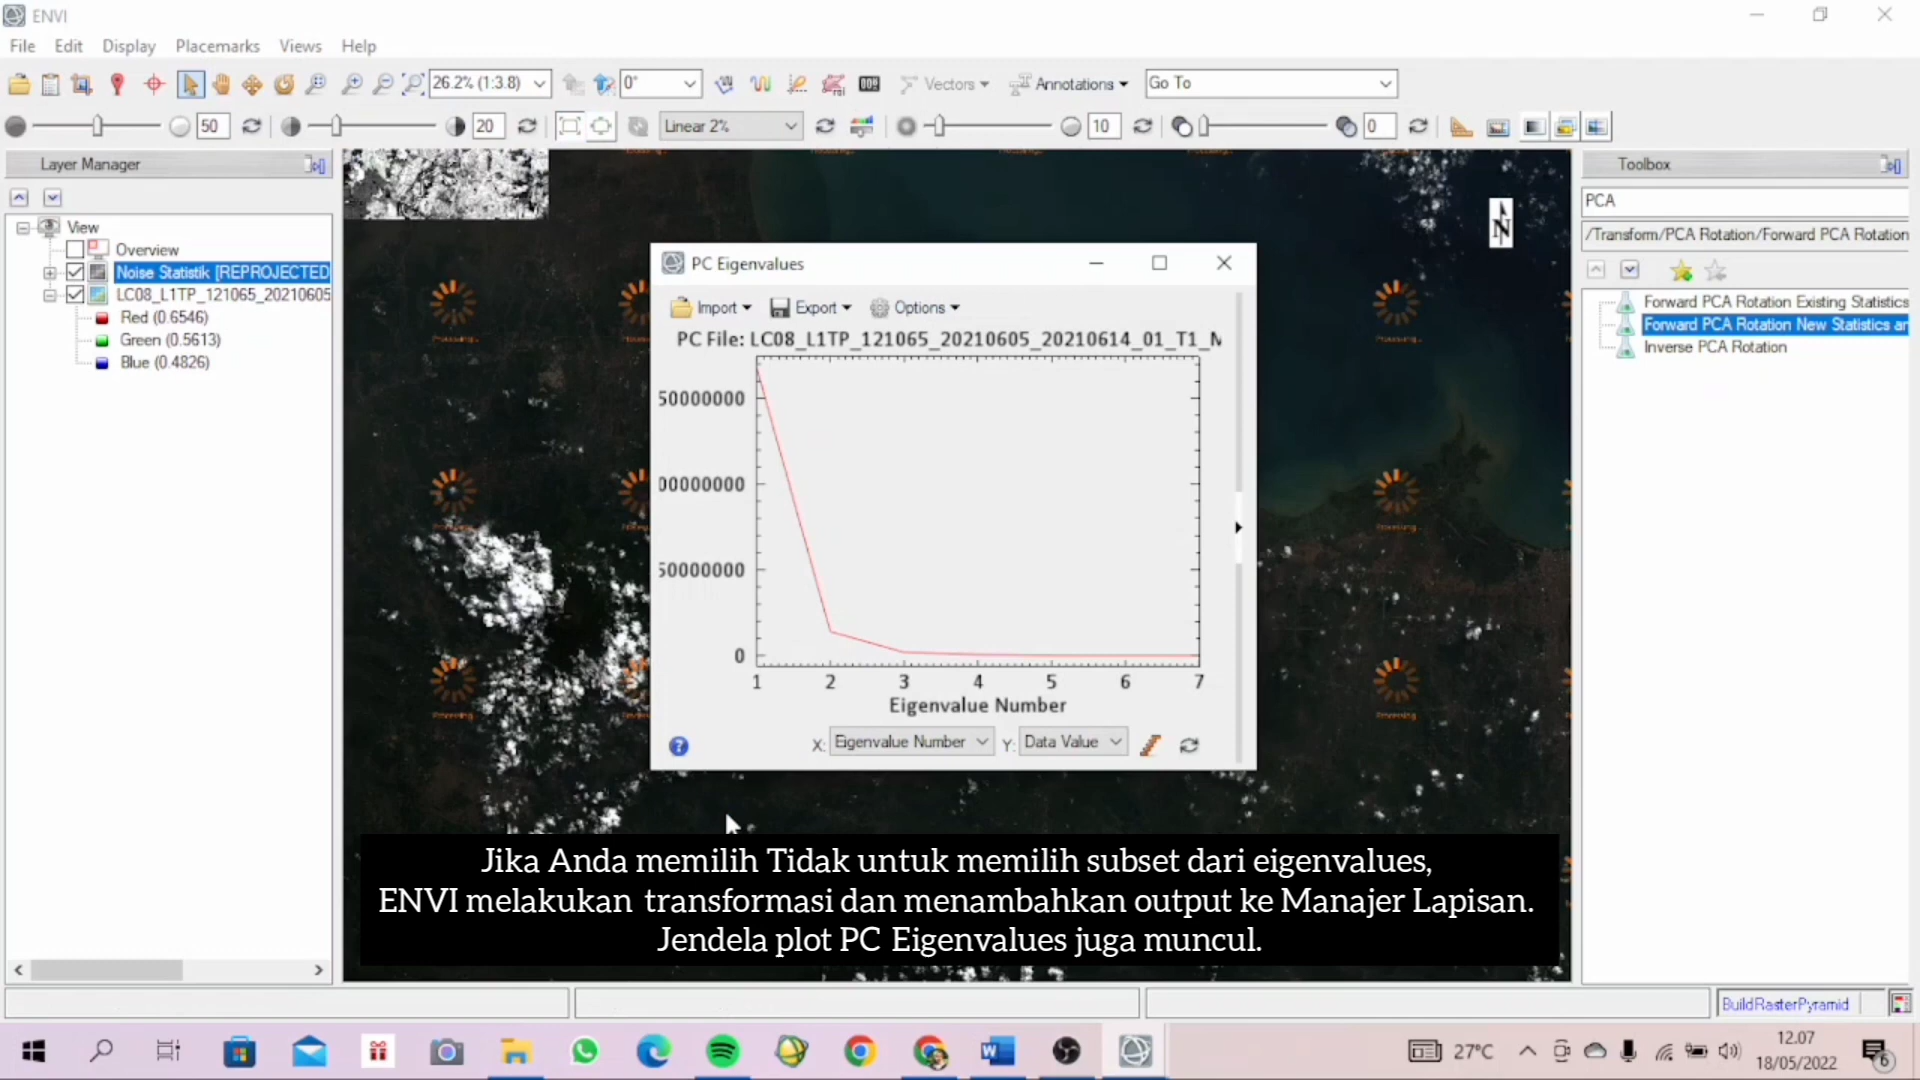 ENVI
File Edit Display Placemarks Views Help
26.2% (1:3.8) 0° Vectors Annotations Go To
50 20 Linear 2% 10 0
Layer Manager
View
Overview
Noise Statistik [REPROJECTED
LC08_L1TP_121065_20210605
Red (0.6546)
Green (0.5613)
Blue (0.4826)
Toolbox
PCA
/Transform/PCA Rotation/Forward PCA Rotation
Forward PCA Rotation Existing Statistics
Forward PCA Rotation New Statistics ar
Inverse PCA Rotation
N
PC Eigenvalues
Import Export Options
PC File: LC08_L1TP_121065_20210605_20210614_01_T1_M
50000000
00000000
50000000
0
1 2 3 4 5 6 7
Eigenvalue Number
X: Eigenvalue Number Y: Data Value
Processing...
Jika Anda memilih Tidak untuk memilih subset dari eigenvalues,
ENVI melakukan transformasi dan menambahkan output ke Manajer Lapisan.
Jendela plot PC Eigenvalues juga muncul.
BuildRasterPyramid
27°C
12.07
18/05/2022
6